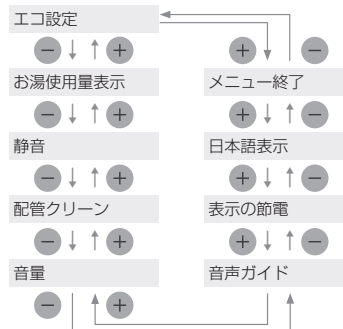 エコ設定
− ↓ ↑ +
お湯使用量表示
− ↓ ↑ +
静音
− ↓ ↑ +
配管クリーン
− ↓ ↑ +
音量
− +
+ −
メニュー終了
+ ↓ ↑ −
日本語表示
+ ↓ ↑ −
表示の節電
+ ↓ ↑ −
音声ガイド